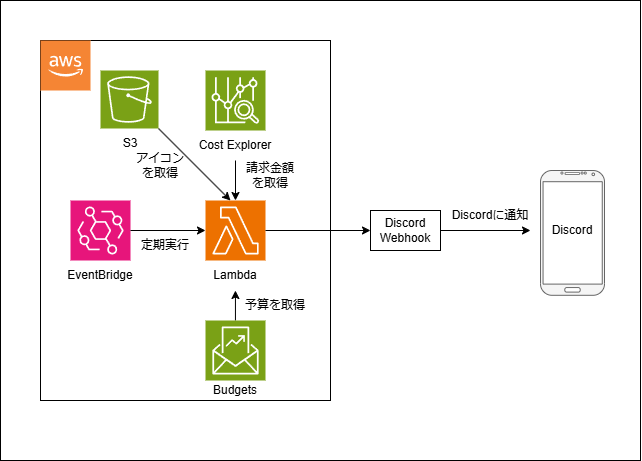 aws
S3
Cost Explorer
アイコン
を取得
請求金額
を取得
EventBridge
定期実行
Lambda
Discord
Webhook
Discordに通知
Discord
予算を取得
Budgets